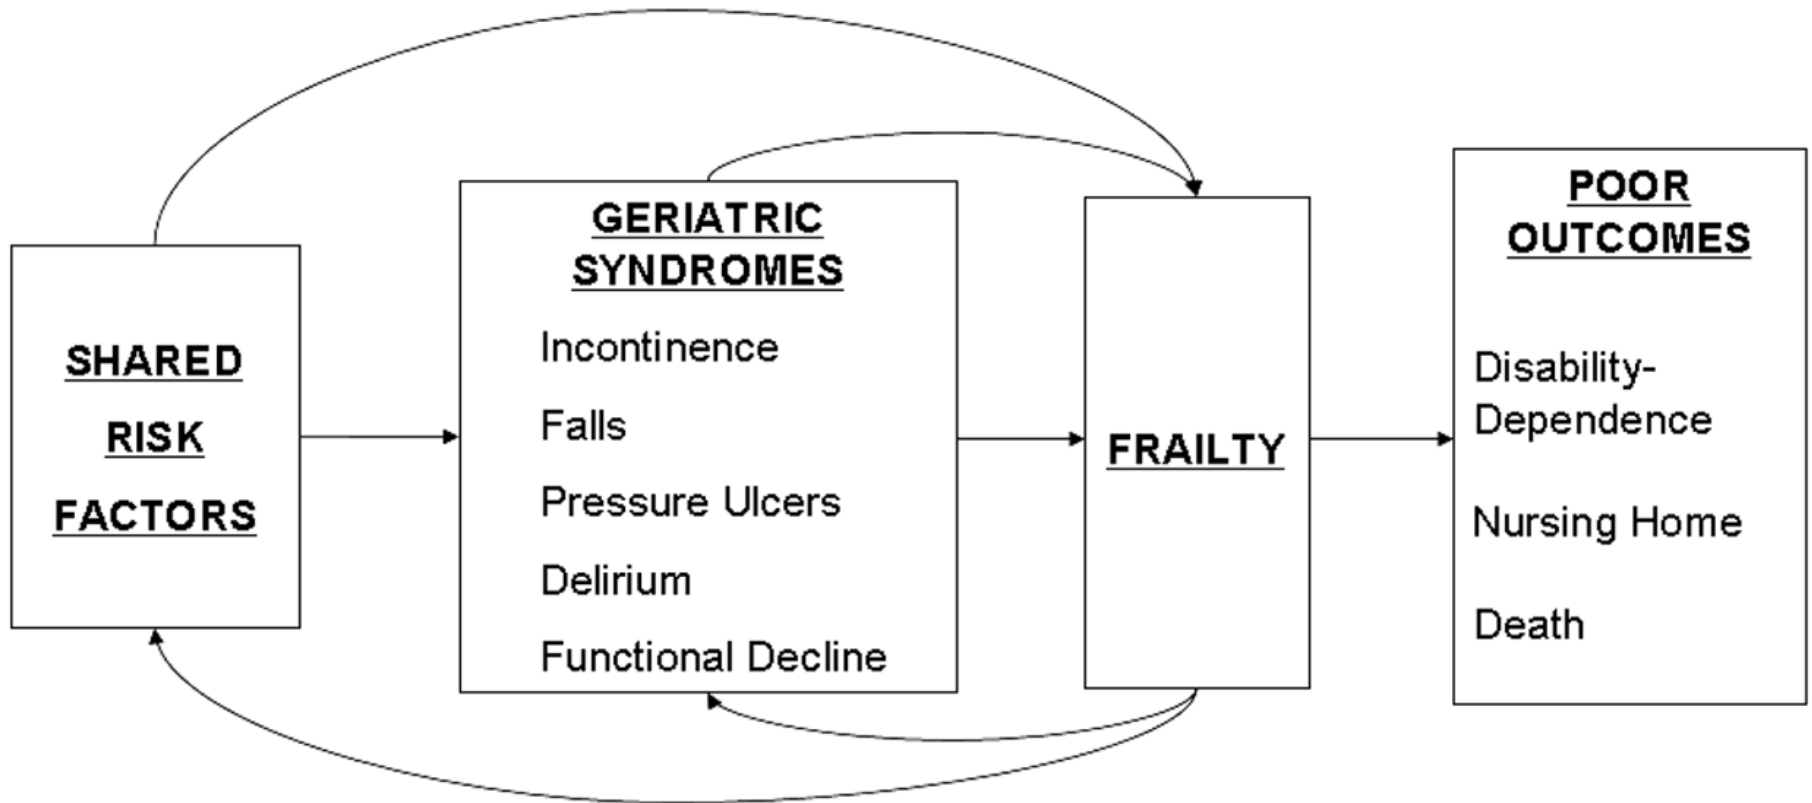 SHARED
RISK
FACTORS
GERIATRIC
SYNDROMES
Incontinence
Falls
Pressure Ulcers
Delirium
Functional Decline
FRAILTY
POOR
OUTCOMES
Disability-
Dependence
Nursing Home
Death